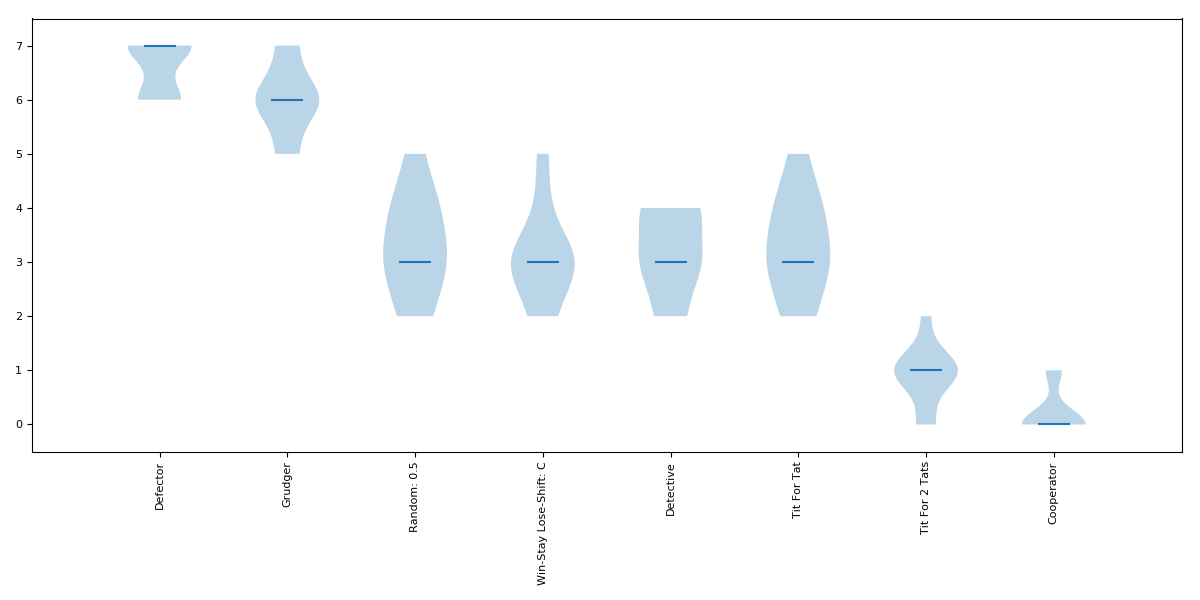 7
6
5
4
3
2
1
0
Defector
Grudger
Random: 0.5
Win-Stay Lose-Shift: C
Detective
Tit For Tat
Tit For 2 Tats
Cooperator